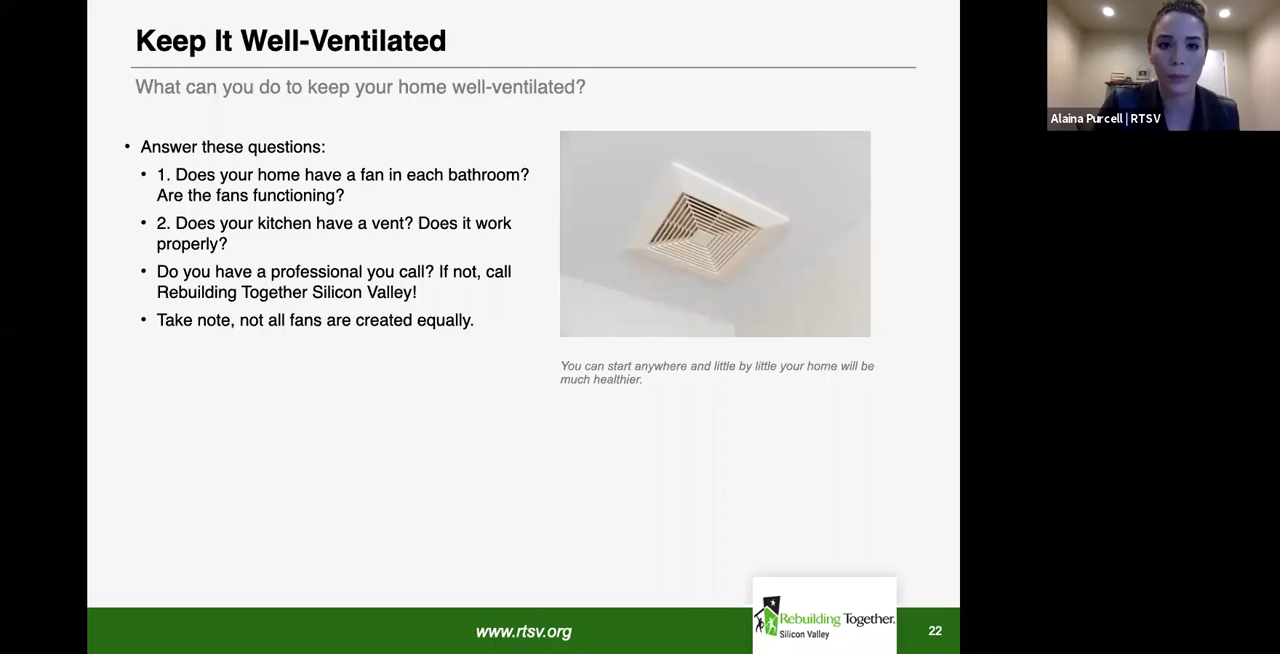 Keep It Well-Ventilated
What can you do to keep your home well-ventilated?
• Answer these questions:
• 1. Does your home have a fan in each bathroom?
Are the fans functioning?
• 2. Does your kitchen have a vent? Does it work
properly?
• Do you have a professional you call? If not, call
Rebuilding Together Silicon Valley!
• Take note, not all fans are created equally.
You can start anywhere and little by little your home will be
much healthier.
www.rtsv.org
Rebuilding Together.
Silicon Valley
22
Alaina Purcell | RTSV